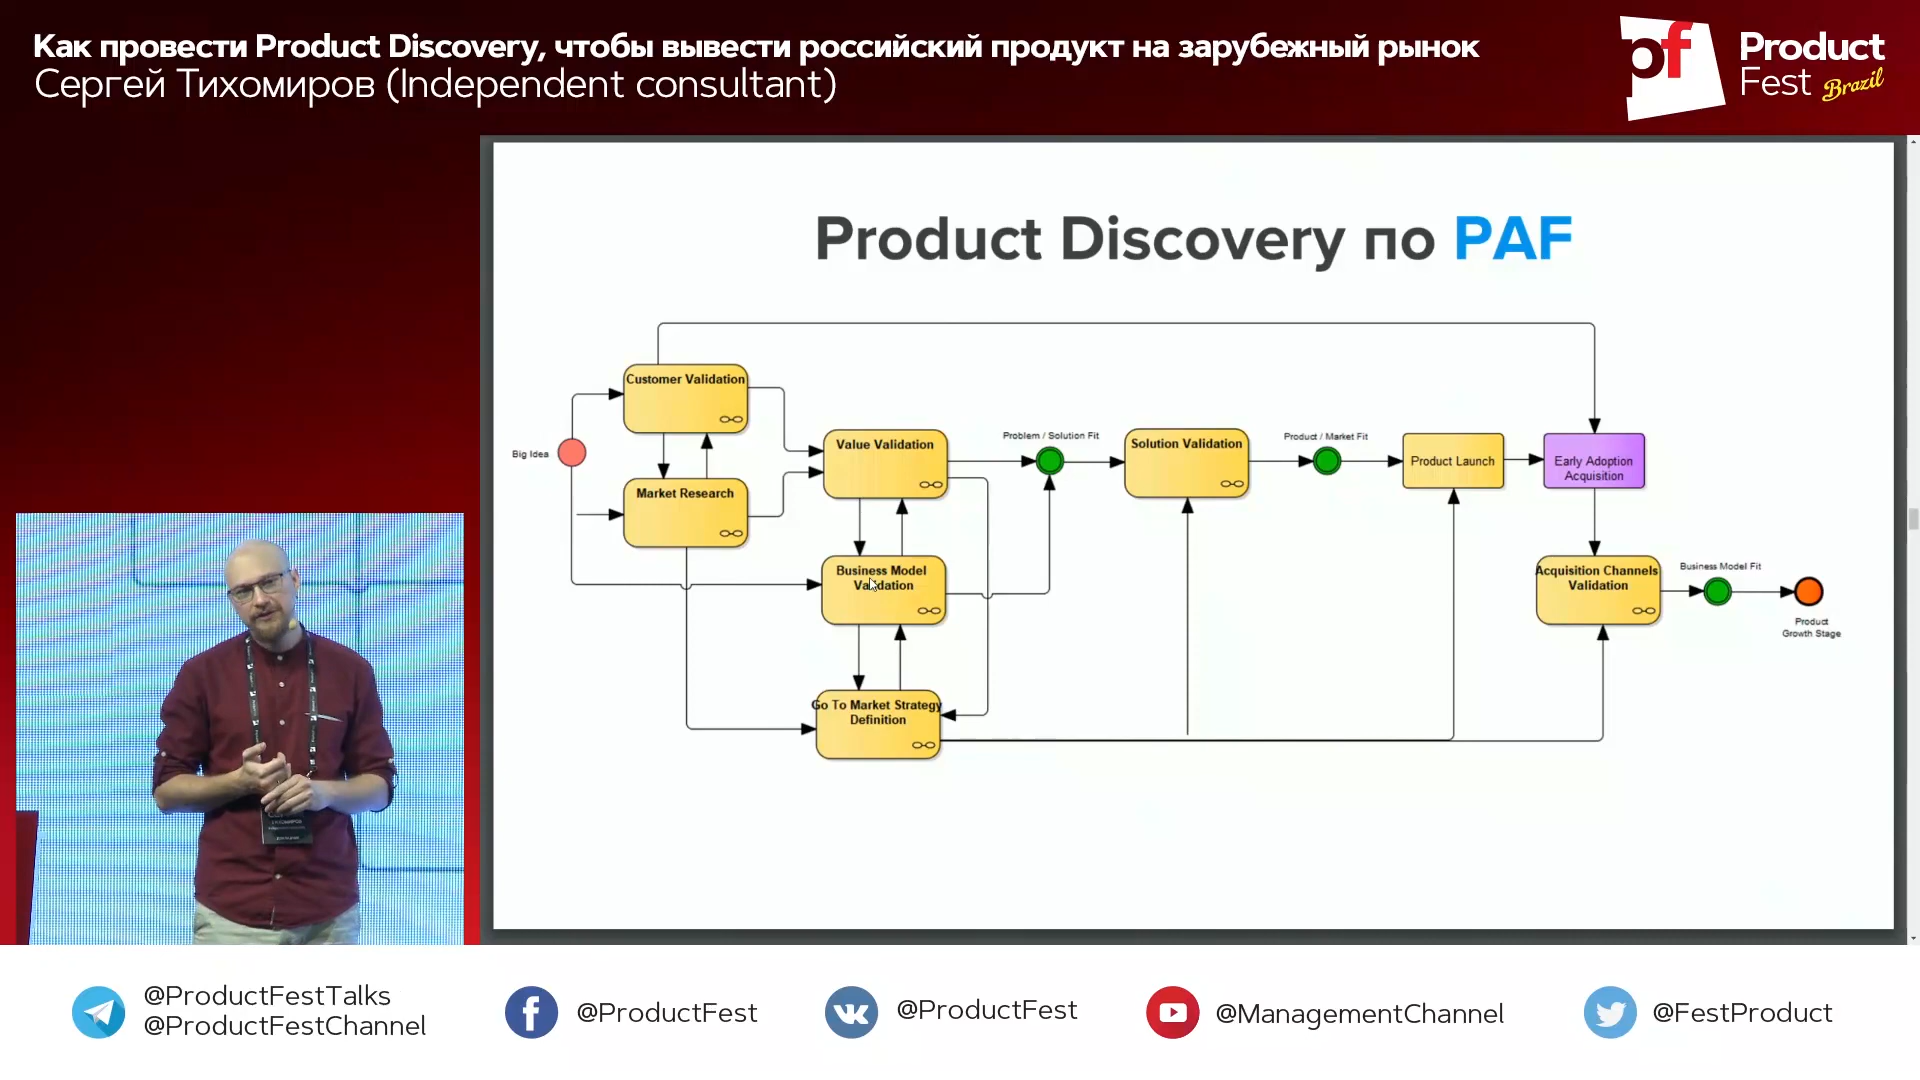 Как провести Product Discovery, чтобы вывести российский продукт на зарубежный рынок
Сергей Тихомиров (Independent consultant)
pf
Product
Fest Brazil
Product Discovery по PAF
Customer Validation
Big Idea
Market Research
Value Validation
Problem / Solution Fit
Solution Validation
Product / Market Fit
Product Launch
Early Adoption
Acquisition
Business Model
Validation
Acquisition Channels
Validation
Business Model Fit
Product
Growth Stage
Go To Market Strategy
Definition
@ProductFestTalks
@ProductFestChannel
@ProductFest
@ProductFest
@ManagementChannel
@FestProduct